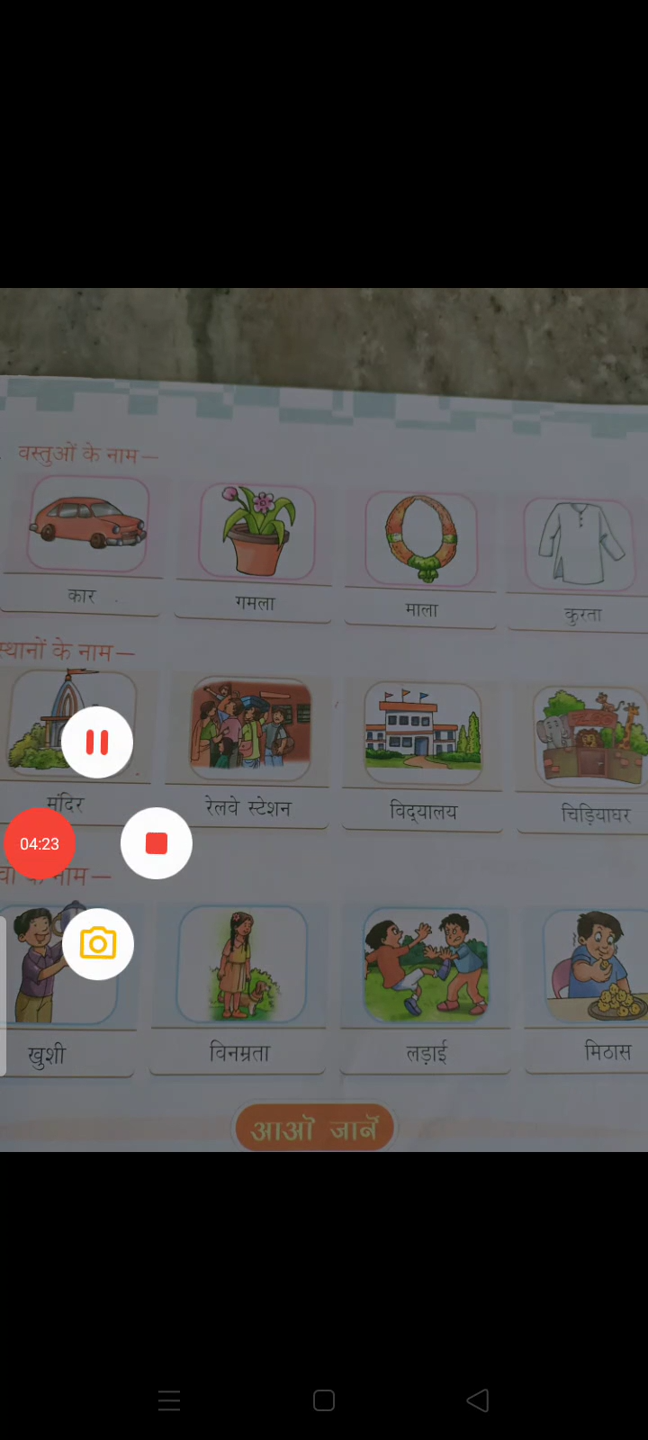 वस्तुओं के नाम—
कार गमला माला कुरता
स्थानों के नाम—
मंदिर रेलवे स्टेशन विद्यालय चिड़ियाघर
04:23
के नाम—
खुशी विनम्रता लड़ाई मिठास
आओ जानें